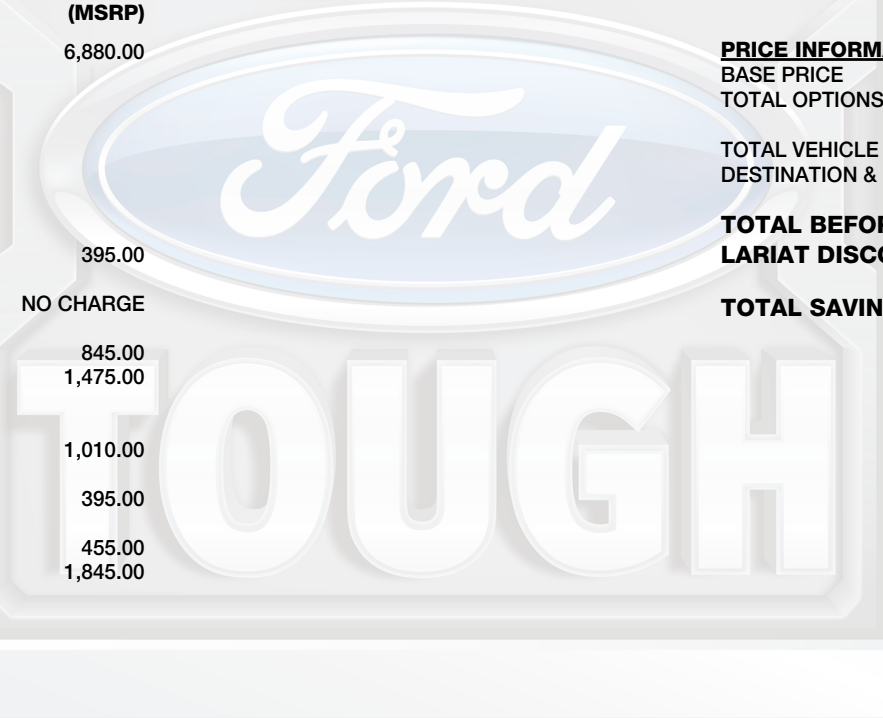 (MSRP)
6,880.00
395.00
NO CHARGE
845.00
1,475.00
1,010.00
395.00
455.00
1,845.00
PRICE INFORMA
BASE PRICE
TOTAL OPTIONS
TOTAL VEHICLE
DESTINATION &
TOTAL BEFOR
LARIAT DISCO
TOTAL SAVIN
Ford
TOUGH